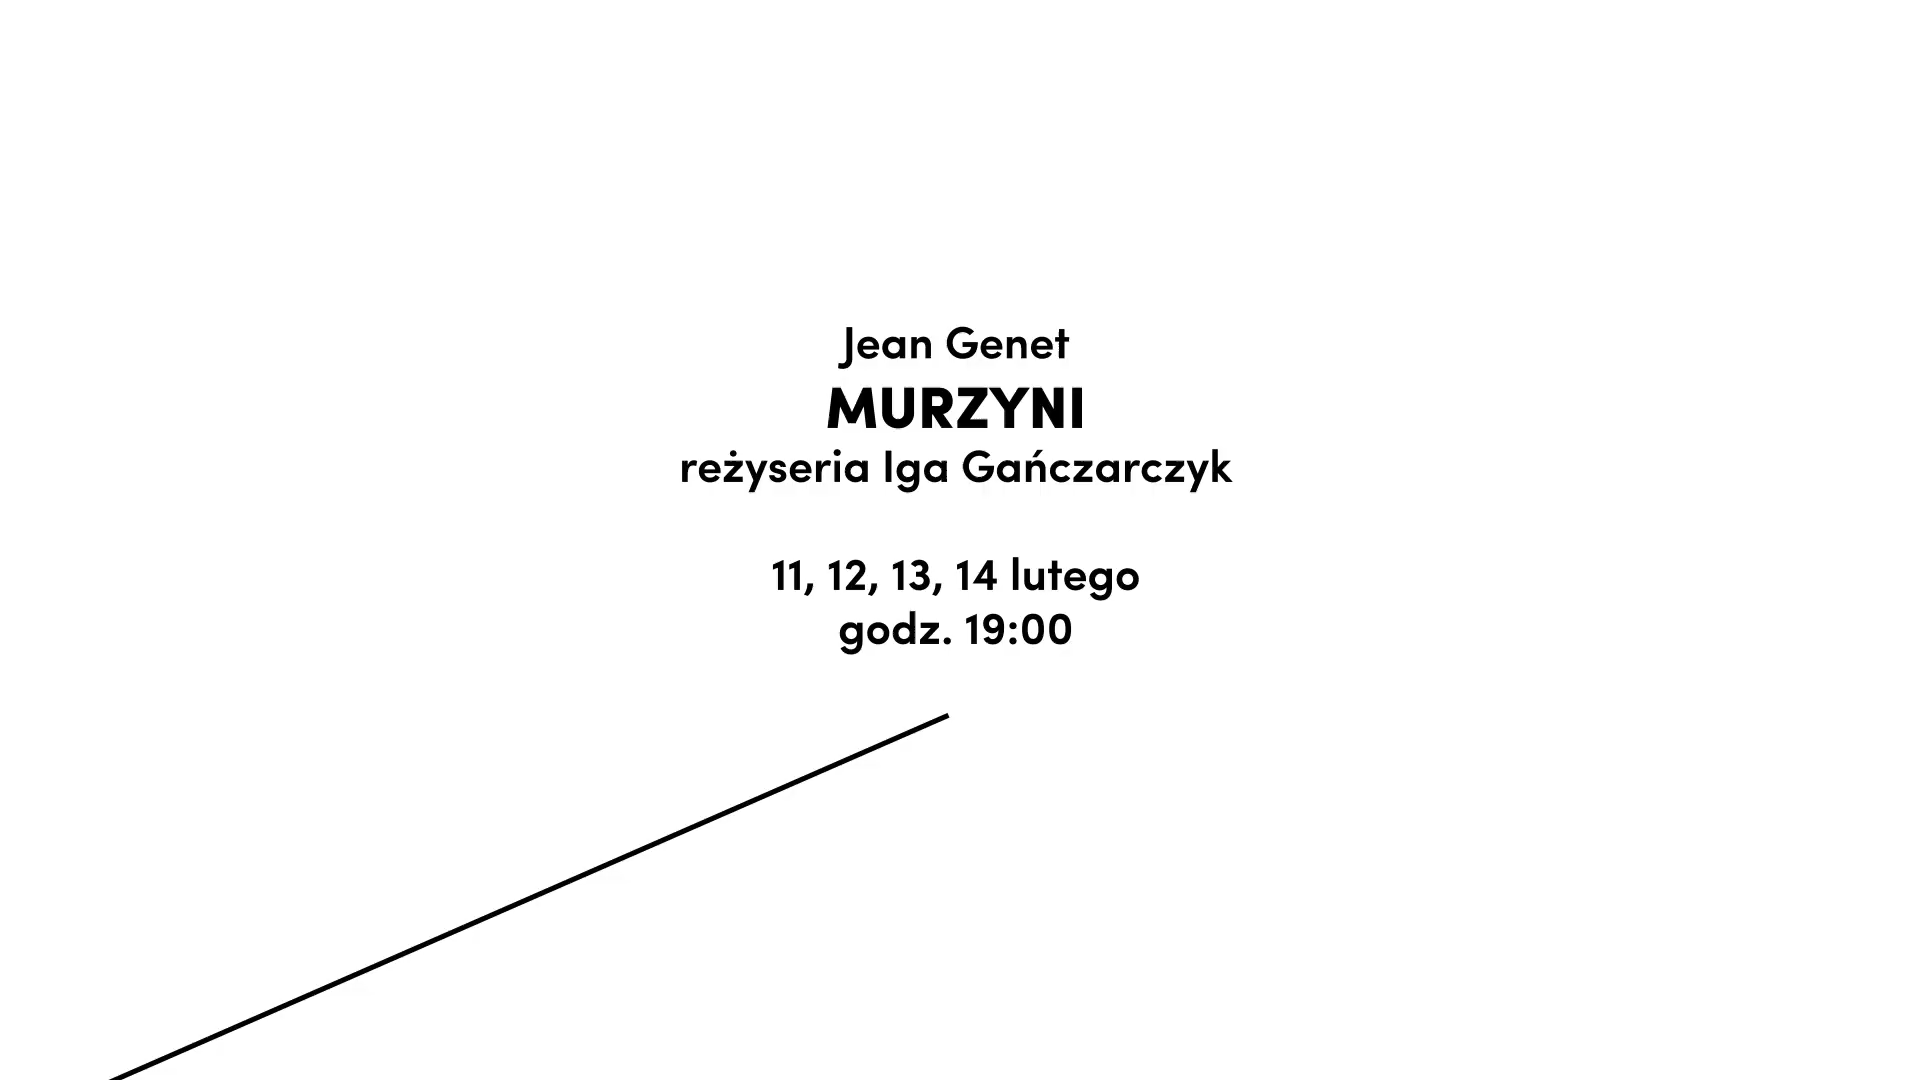 Jean Genet
MURZYNI
reżyseria Iga Gańczarczyk
11, 12, 13, 14 lutego
godz. 19:00